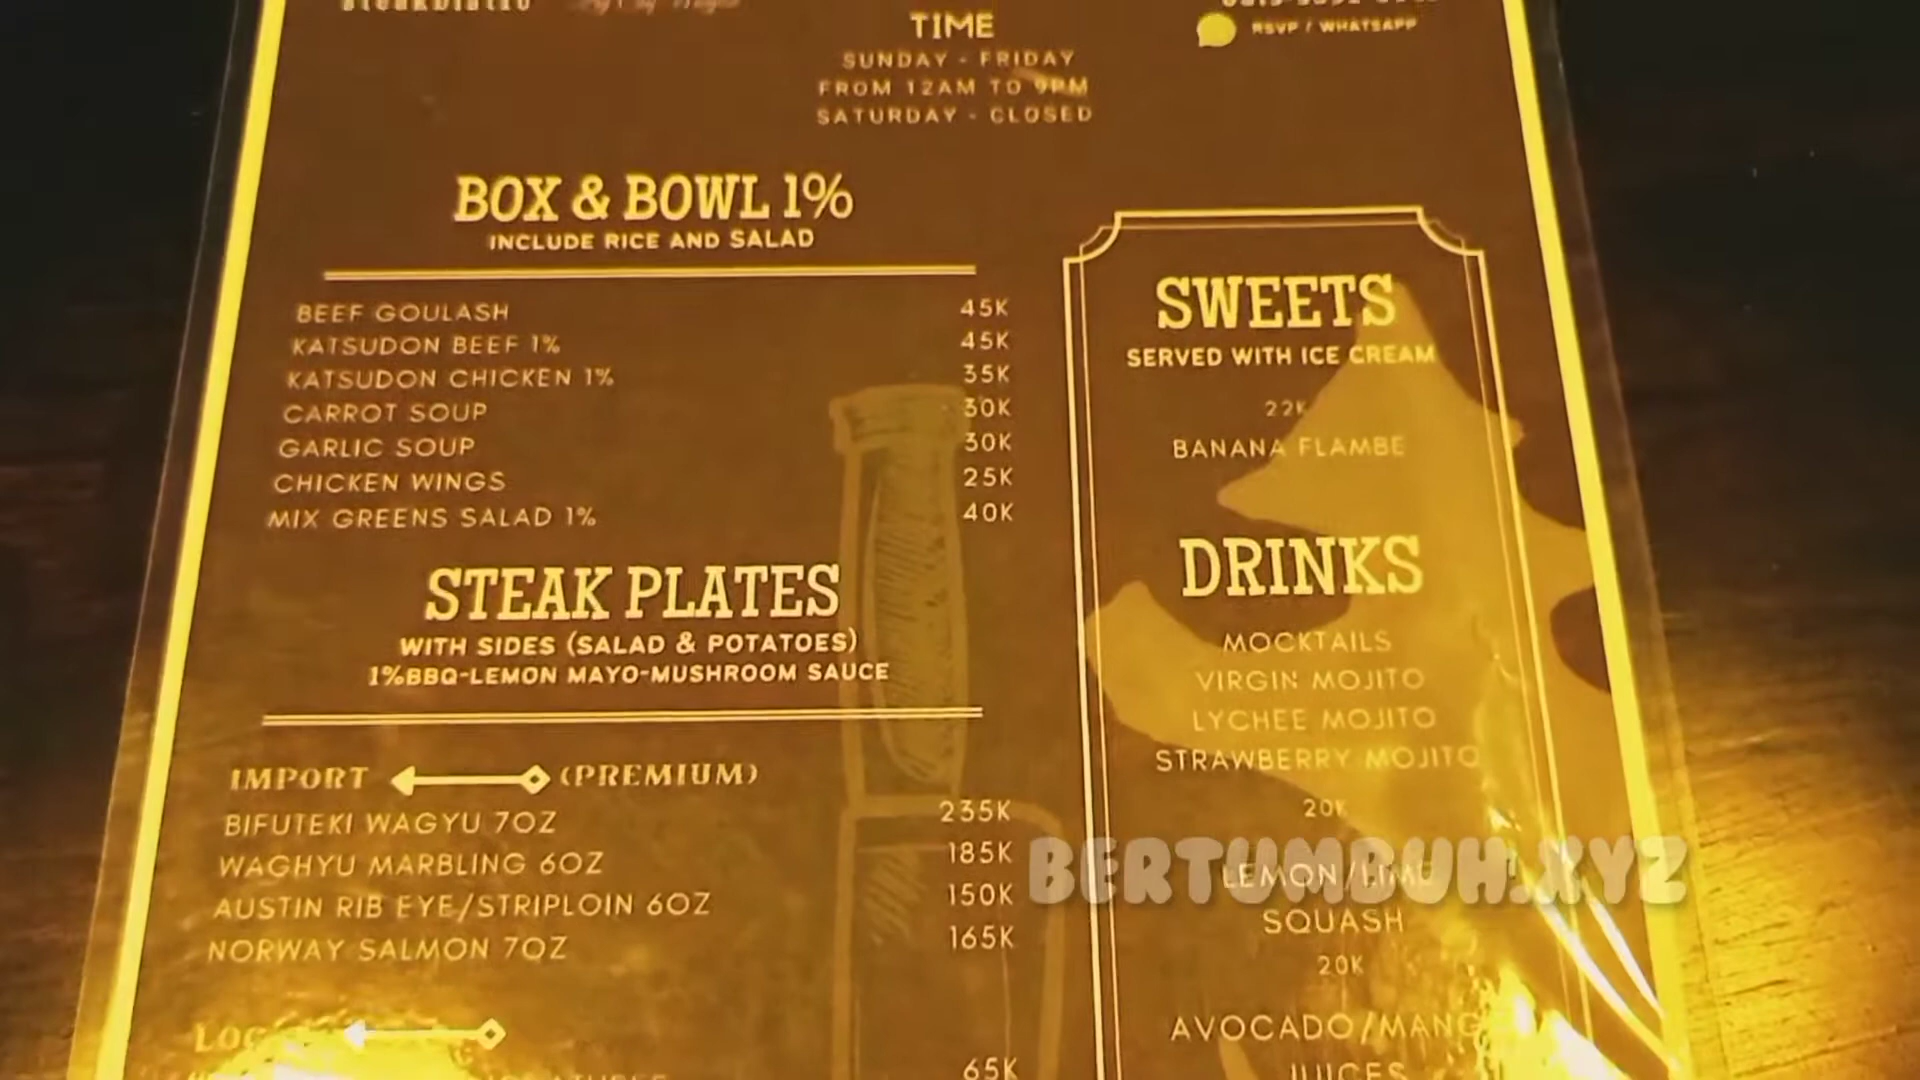 TIME
SUNDAY - FRIDAY
FROM 12AM TO 9PM
SATURDAY - CLOSED
RSVP / WHATSAPP
BOX & BOWL 1%
INCLUDE RICE AND SALAD
BEEF GOULASH 45K
KATSUDON BEEF 1% 45K
KATSUDON CHICKEN 1% 35K
CARROT SOUP 30K
GARLIC SOUP 30K
CHICKEN WINGS 25K
MIX GREENS SALAD 1% 40K
STEAK PLATES
WITH SIDES (SALAD & POTATOES)
1%BBQ-LEMON MAYO-MUSHROOM SAUCE
IMPORT (PREMIUM)
BIFUTEKI WAGYU 7OZ 235K
WAGHYU MARBLING 6OZ 185K
AUSTIN RIB EYE/STRIPLOIN 6OZ 150K
NORWAY SALMON 7OZ 165K
65K
SWEETS
SERVED WITH ICE CREAM
22K
BANANA FLAMBE
DRINKS
MOCKTAILS
VIRGIN MOJITO
LYCHEE MOJITO
STRAWBERRY MOJITO
20K
LEMON/LIME
SQUASH
20K
AVOCADO/MANG
JUICES
BERTUMBUH.XYZ